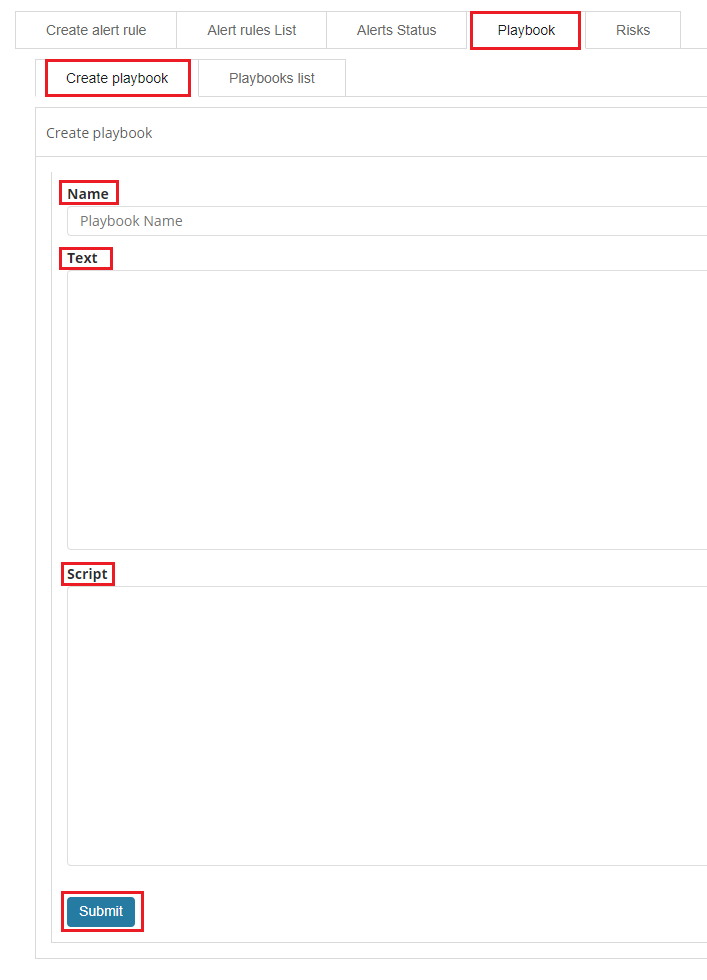 Create alert rule Alert rules List Alerts Status Playbook Risks
Create playbook Playbooks list
Create playbook
Name
Playbook Name
Text
Script
Submit